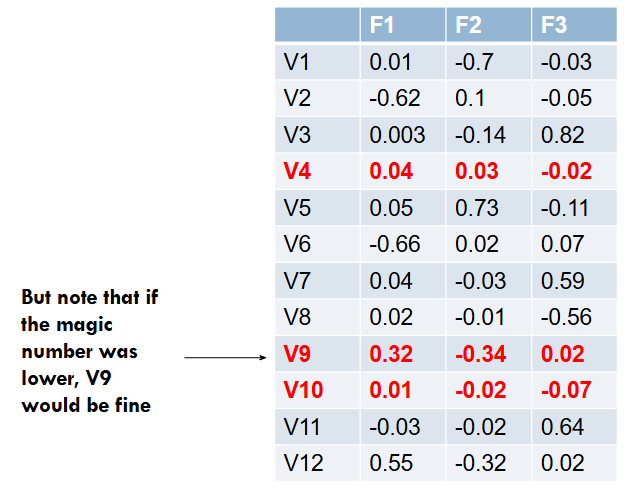 F1 F2 F3
V1 0.01 -0.7 -0.03
V2 -0.62 0.1 -0.05
V3 0.003 -0.14 0.82
V4 0.04 0.03 -0.02
V5 0.05 0.73 -0.11
V6 -0.66 0.02 0.07
V7 0.04 -0.03 0.59
V8 0.02 -0.01 -0.56
V9 0.32 -0.34 0.02
V10 0.01 -0.02 -0.07
V11 -0.03 -0.02 0.64
V12 0.55 -0.32 0.02
But note that if
the magic
number was
lower, V9
would be fine